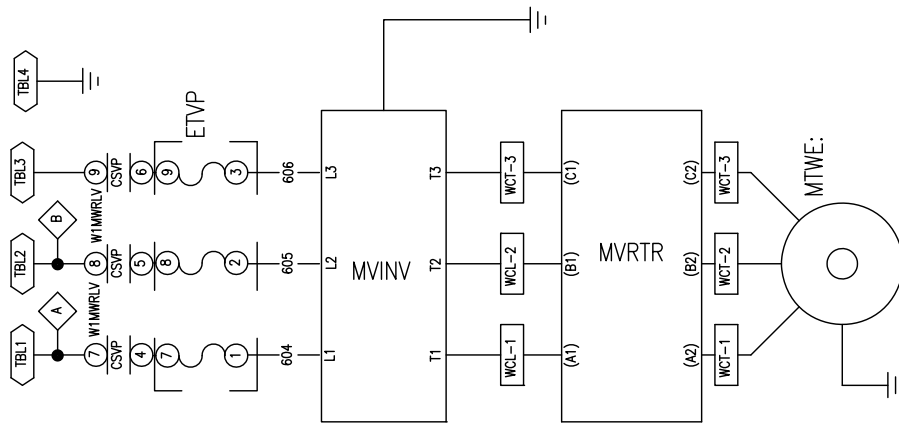 TBL1 TBL2 TBL3 TBL4
A B
W1MWRLV W1MWRLV
7 8 9
CSVP CSVP CSVP
4 5 6
7 8 9
ETVP
1 2 3
604 605 606
L1 L2 L3
MVINV
T1 T2 T3
WCL-1 WCL-2 WCT-3
(A1) (B1) (C1)
MVRTR
(A2) (B2) (C2)
WCT-1 WCT-2 WCT-3
MTWE: